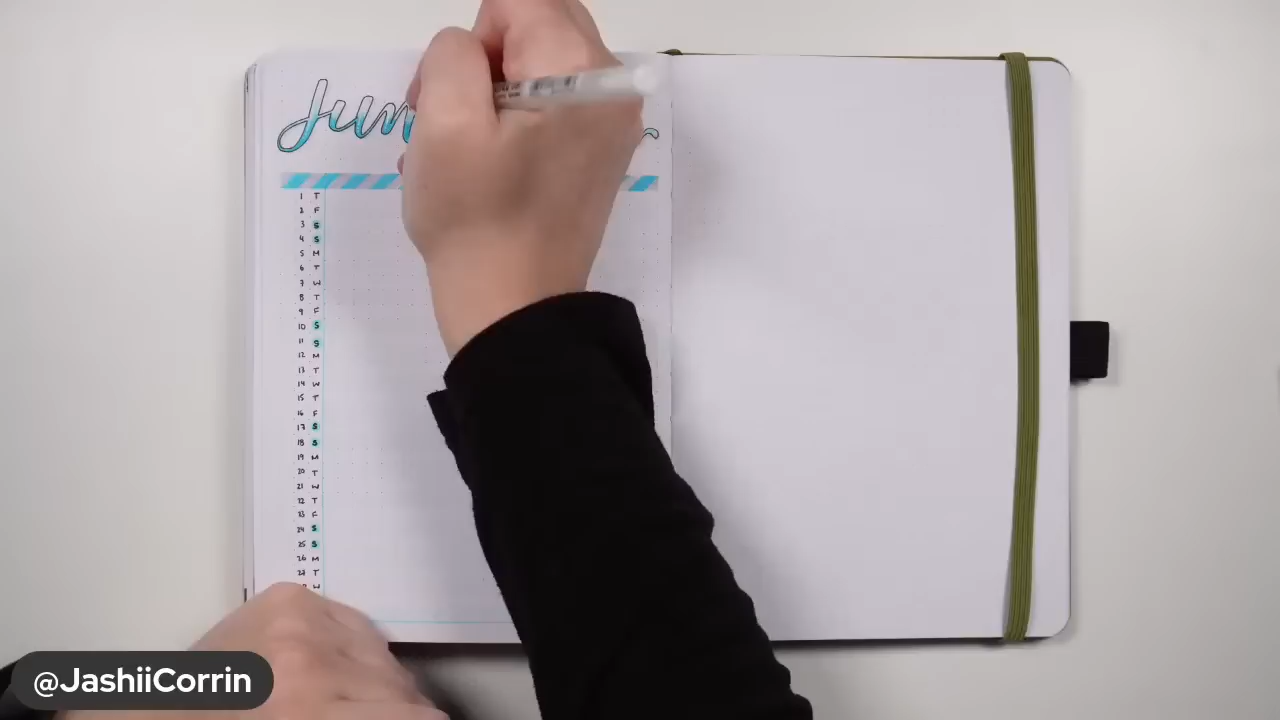 1 T
2 F
3 S
4 S
5 M
6 T
7 W
8 T
9 F
10 S
11 S
12 M
13 T
14 W
15 T
16 F
17 S
18 S
19 M
20 T
21 W
22 T
23 F
24 S
25 S
26 M
27 T
W
@JashiiCorrin